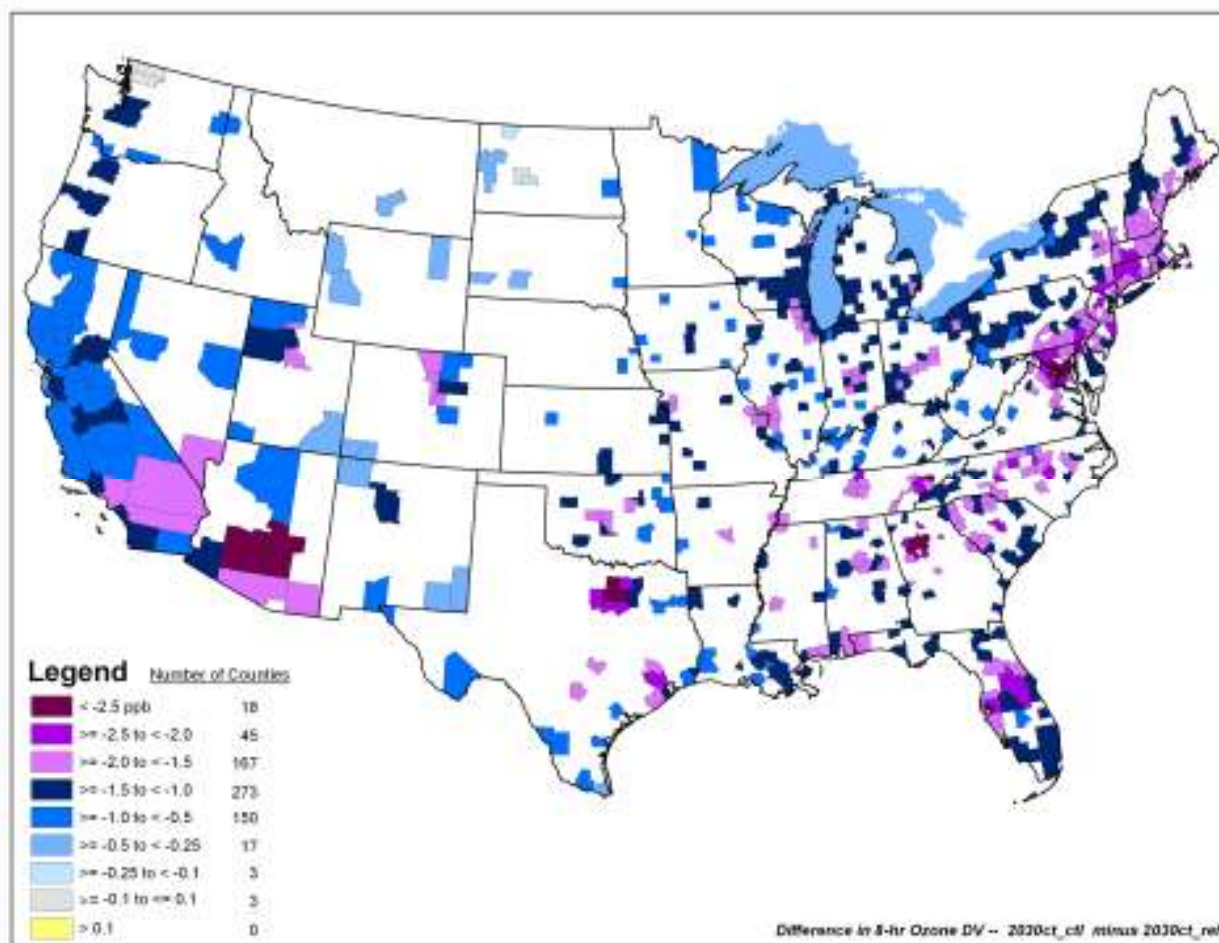 Legend Number of Counties
< -2.5 ppb 18
>= -2.5 to < -2.0 45
>= -2.0 to < -1.5 167
>= -1.5 to < -1.0 273
>= -1.0 to < -0.5 150
>= -0.5 to < -0.25 17
>= -0.25 to < -0.1 3
>= -0.1 to <= 0.1 3
> 0.1 0
Difference in 8-hr Ozone DV -- 2030ct_ctl minus 2030ct_ref